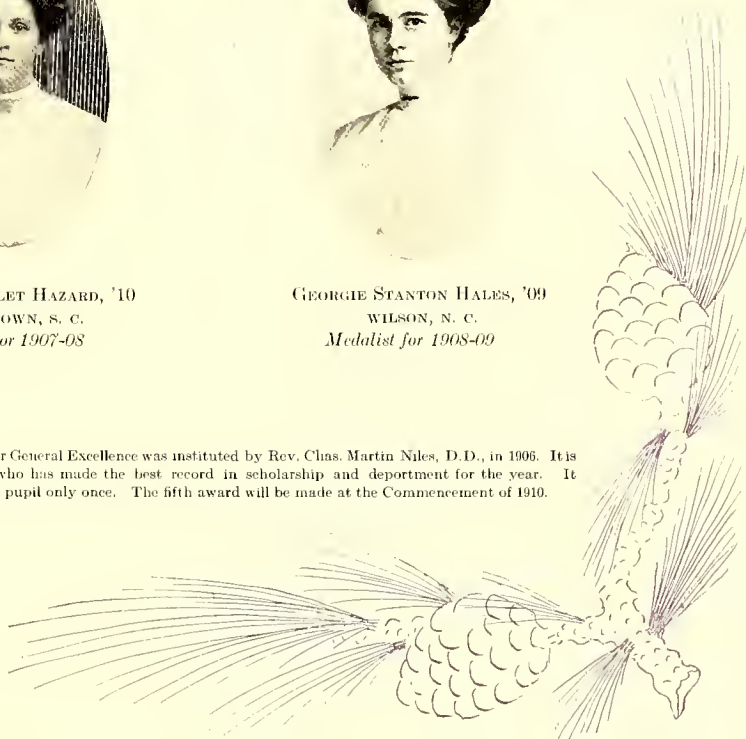 LET HAZARD, '10
OWN, S. C.
or 1907-08
GEORGIE STANTON HALES, '09
WILSON, N. C.
Medalist for 1908-09
r General Excellence was instituted by Rev. Chas. Martin Niles, D.D., in 1906. It is
who has made the best record in scholarship and deportment for the year. It
pupil only once. The fifth award will be made at the Commencement of 1910.